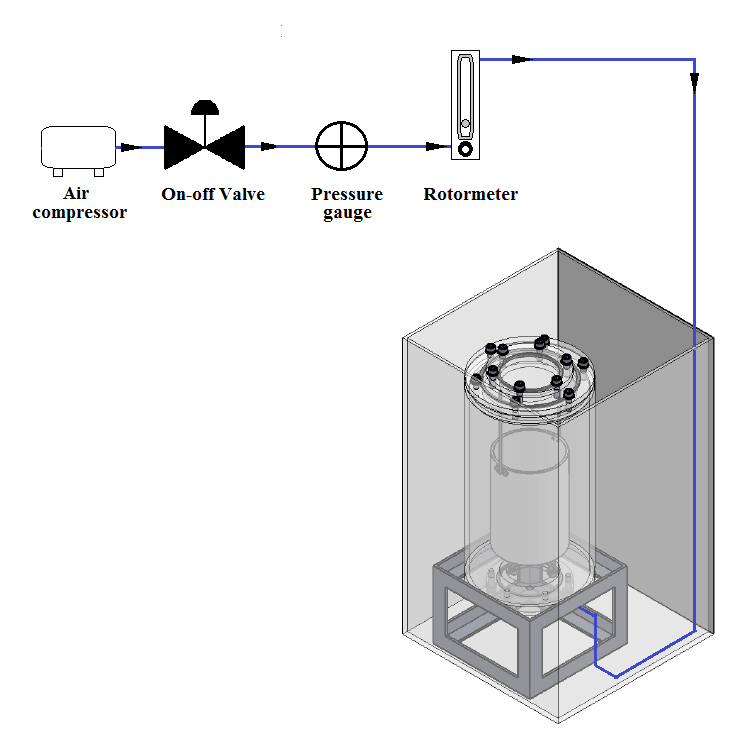 Air
compressor
On-off Valve
Pressure
gauge
Rotormeter